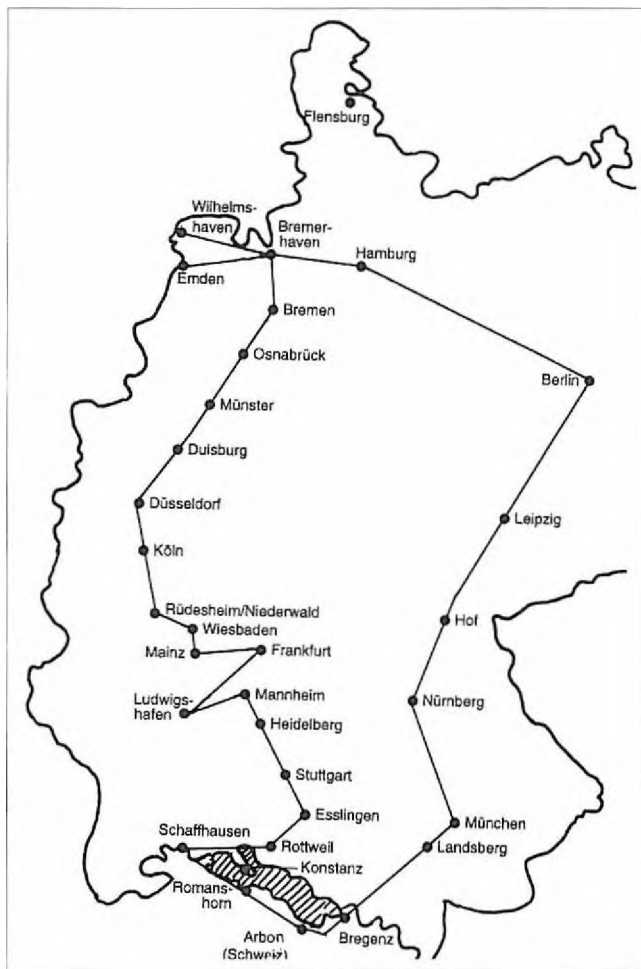 Flensburg
Wilhelms-
haven
Bremer-
haven
Hamburg
Emden
Bremen
Osnabrück
Berlin
Münster
Duisburg
Düsseldorf
Leipzig
Köln
Rüdesheim/Niederwald
Hof
Wiesbaden
Mainz
Frankfurt
Mannheim
Ludwigs-
hafen
Nürnberg
Heidelberg
Stuttgart
Esslingen
München
Schaffhausen
Rottweil
Landsberg
Konstanz
Romans-
horn
Bregenz
Arbon
(Schweiz)